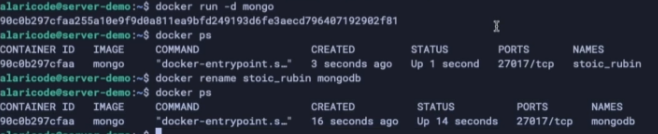 alaricode@server-demo:~$ docker run -d mongo
90c0b297cfaa255a10e9f9d0a811ea9bfd249193d6fe3aecd796407192902f81
alaricode@server-demo:~$ docker ps
CONTAINER ID IMAGE COMMAND CREATED STATUS PORTS NAMES
90c0b297cfaa mongo "docker-entrypoint.s…" 3 seconds ago Up 1 second 27017/tcp stoic_rubin
alaricode@server-demo:~$ docker rename stoic_rubin mongodb
alaricode@server-demo:~$ docker ps
CONTAINER ID IMAGE COMMAND CREATED STATUS PORTS NAMES
90c0b297cfaa mongo "docker-entrypoint.s…" 16 seconds ago Up 14 seconds 27017/tcp mongodb
alaricode@server-demo:~$